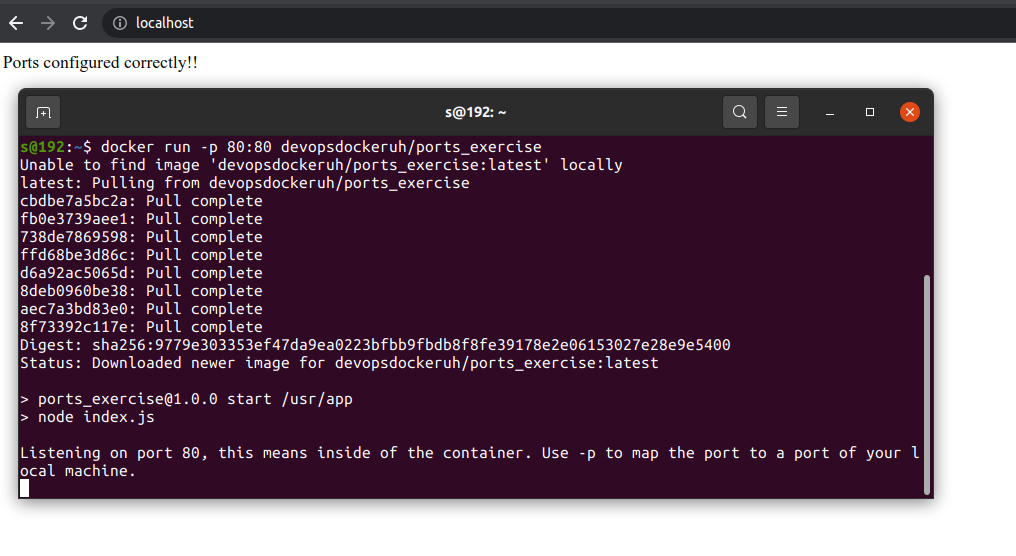 localhost
Ports configured correctly!!
s@192: ~
s@192:~$ docker run -p 80:80 devopsdockeruh/ports_exercise
Unable to find image 'devopsdockeruh/ports_exercise:latest' locally
latest: Pulling from devopsdockeruh/ports_exercise
cbdbe7a5bc2a: Pull complete
fb0e3739aee1: Pull complete
738de7869598: Pull complete
ffd68be3d86c: Pull complete
d6a92ac5065d: Pull complete
8deb0960be38: Pull complete
aec7a3bd83e0: Pull complete
8f73392c117e: Pull complete
Digest: sha256:9779e303353ef47da9ea0223bfbb9fbdb8f8fe39178e2e06153027e28e9e5400
Status: Downloaded newer image for devopsdockeruh/ports_exercise:latest
> ports_exercise@1.0.0 start /usr/app
> node index.js
Listening on port 80, this means inside of the container. Use -p to map the port to a port of your l
ocal machine.